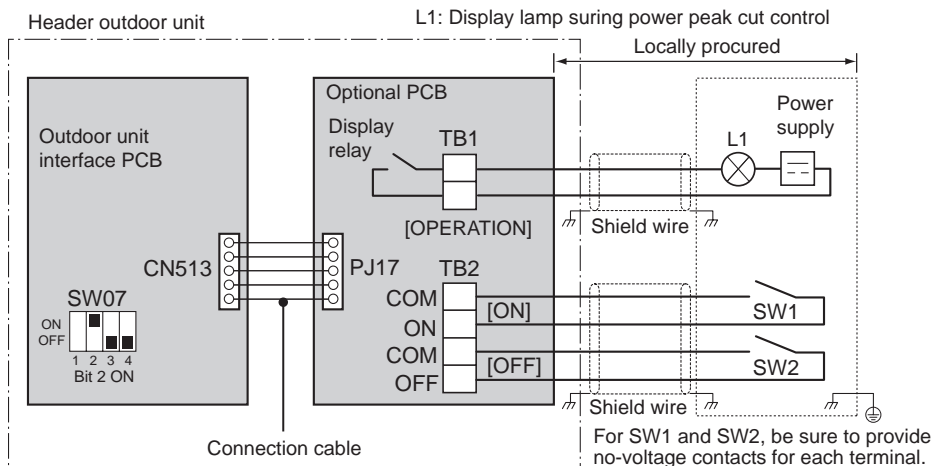 Header outdoor unit
L1: Display lamp suring power peak cut control
Locally procured
Outdoor unit
interface PCB
Optional PCB
Display
relay
TB1
L1
Power
supply
[OPERATION]
Shield wire
CN513
PJ17
TB2
SW07
ON
OFF
1 2 3 4
Bit 2 ON
COM
[ON]
ON
SW1
COM
[OFF]
OFF
SW2
Shield wire
Connection cable
For SW1 and SW2, be sure to provide
no-voltage contacts for each terminal.